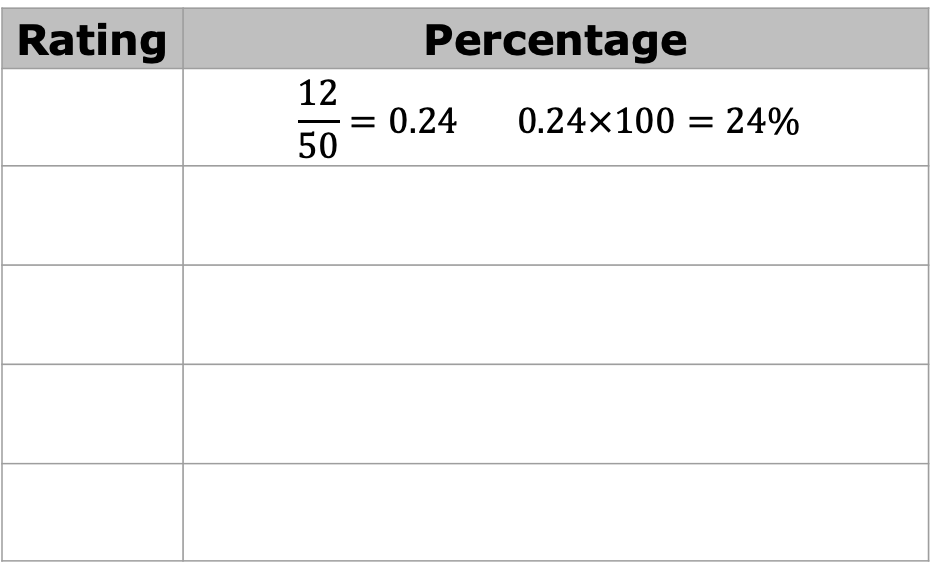 Rating Percentage
12/50 = 0.24 0.24×100 = 24%